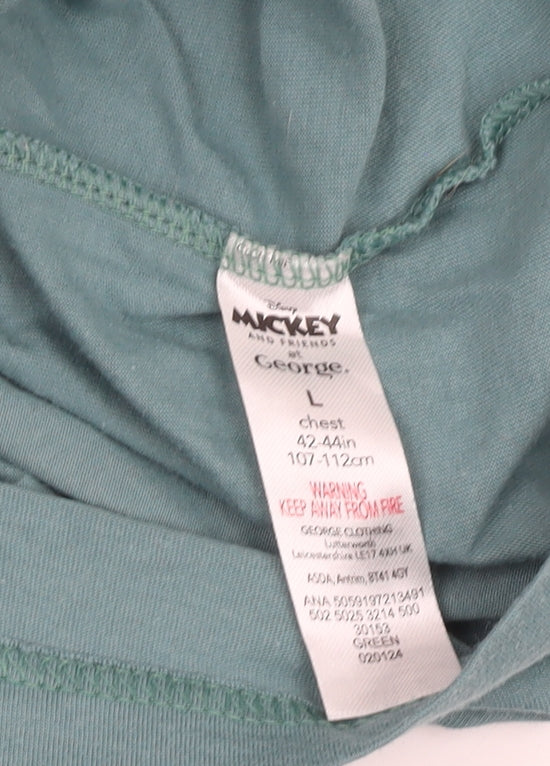 Disney
MICKEY
AND FRIENDS
at
George.
L
chest
42-44in
107-112cm
WARNING
KEEP AWAY FROM FIRE
GEORGE CLOTHING
Lutterworth
Leicestershire LE17 4XH UK
ASDA, Antrim, BT41 4GY
ANA 5059197213491
502 5025 3214 500
30153
GREEN
020124